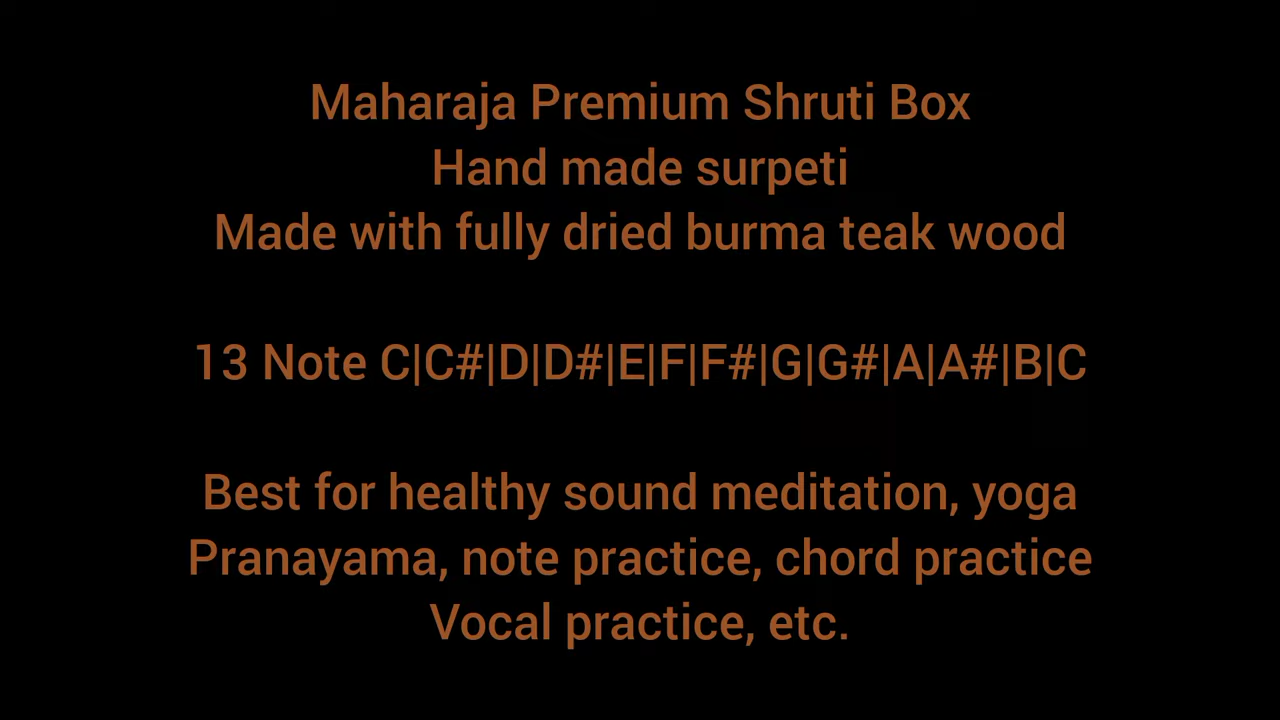 Maharaja Premium Shruti Box
Hand made surpeti
Made with fully dried burma teak wood
13 Note C|C#|D|D#|E|F|F#|G|G#|A|A#|B|C
Best for healthy sound meditation, yoga
Pranayama, note practice, chord practice
Vocal practice, etc.